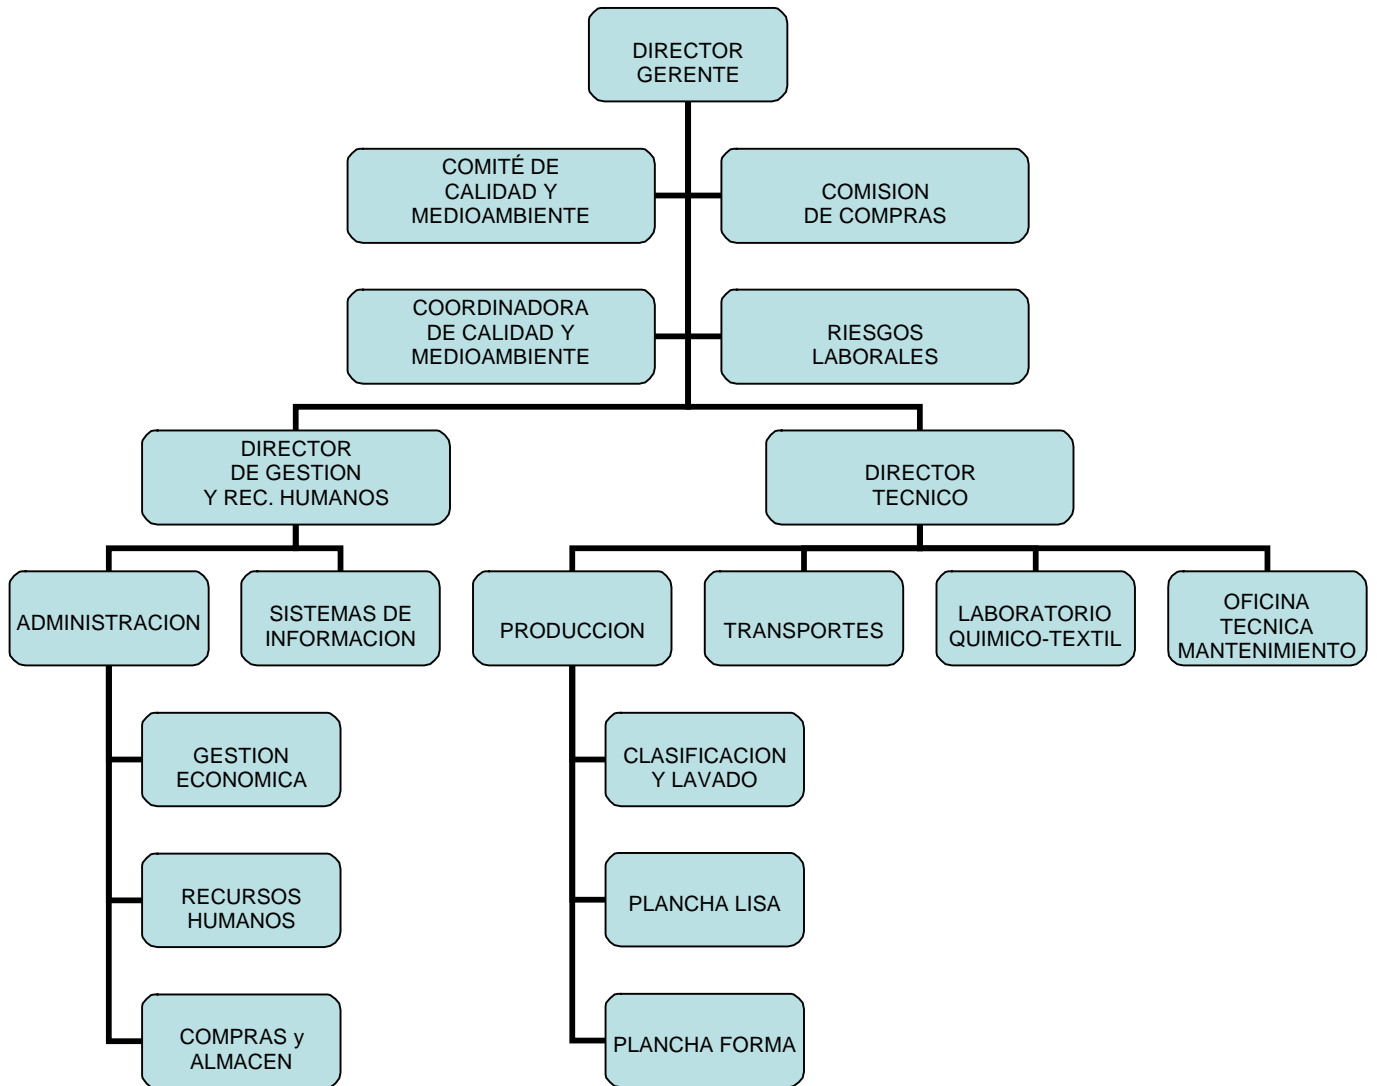 DIRECTOR
GERENTE
COMITÉ DE
CALIDAD Y
MEDIOAMBIENTE
COMISION
DE COMPRAS
COORDINADORA
DE CALIDAD Y
MEDIOAMBIENTE
RIESGOS
LABORALES
DIRECTOR
DE GESTION
Y REC. HUMANOS
DIRECTOR
TECNICO
ADMINISTRACION
SISTEMAS DE
INFORMACION
PRODUCCION
TRANSPORTES
LABORATORIO
QUIMICO-TEXTIL
OFICINA
TECNICA
MANTENIMIENTO
GESTION
ECONOMICA
CLASIFICACION
Y LAVADO
RECURSOS
HUMANOS
PLANCHA LISA
COMPRAS y
ALMACEN
PLANCHA FORMA